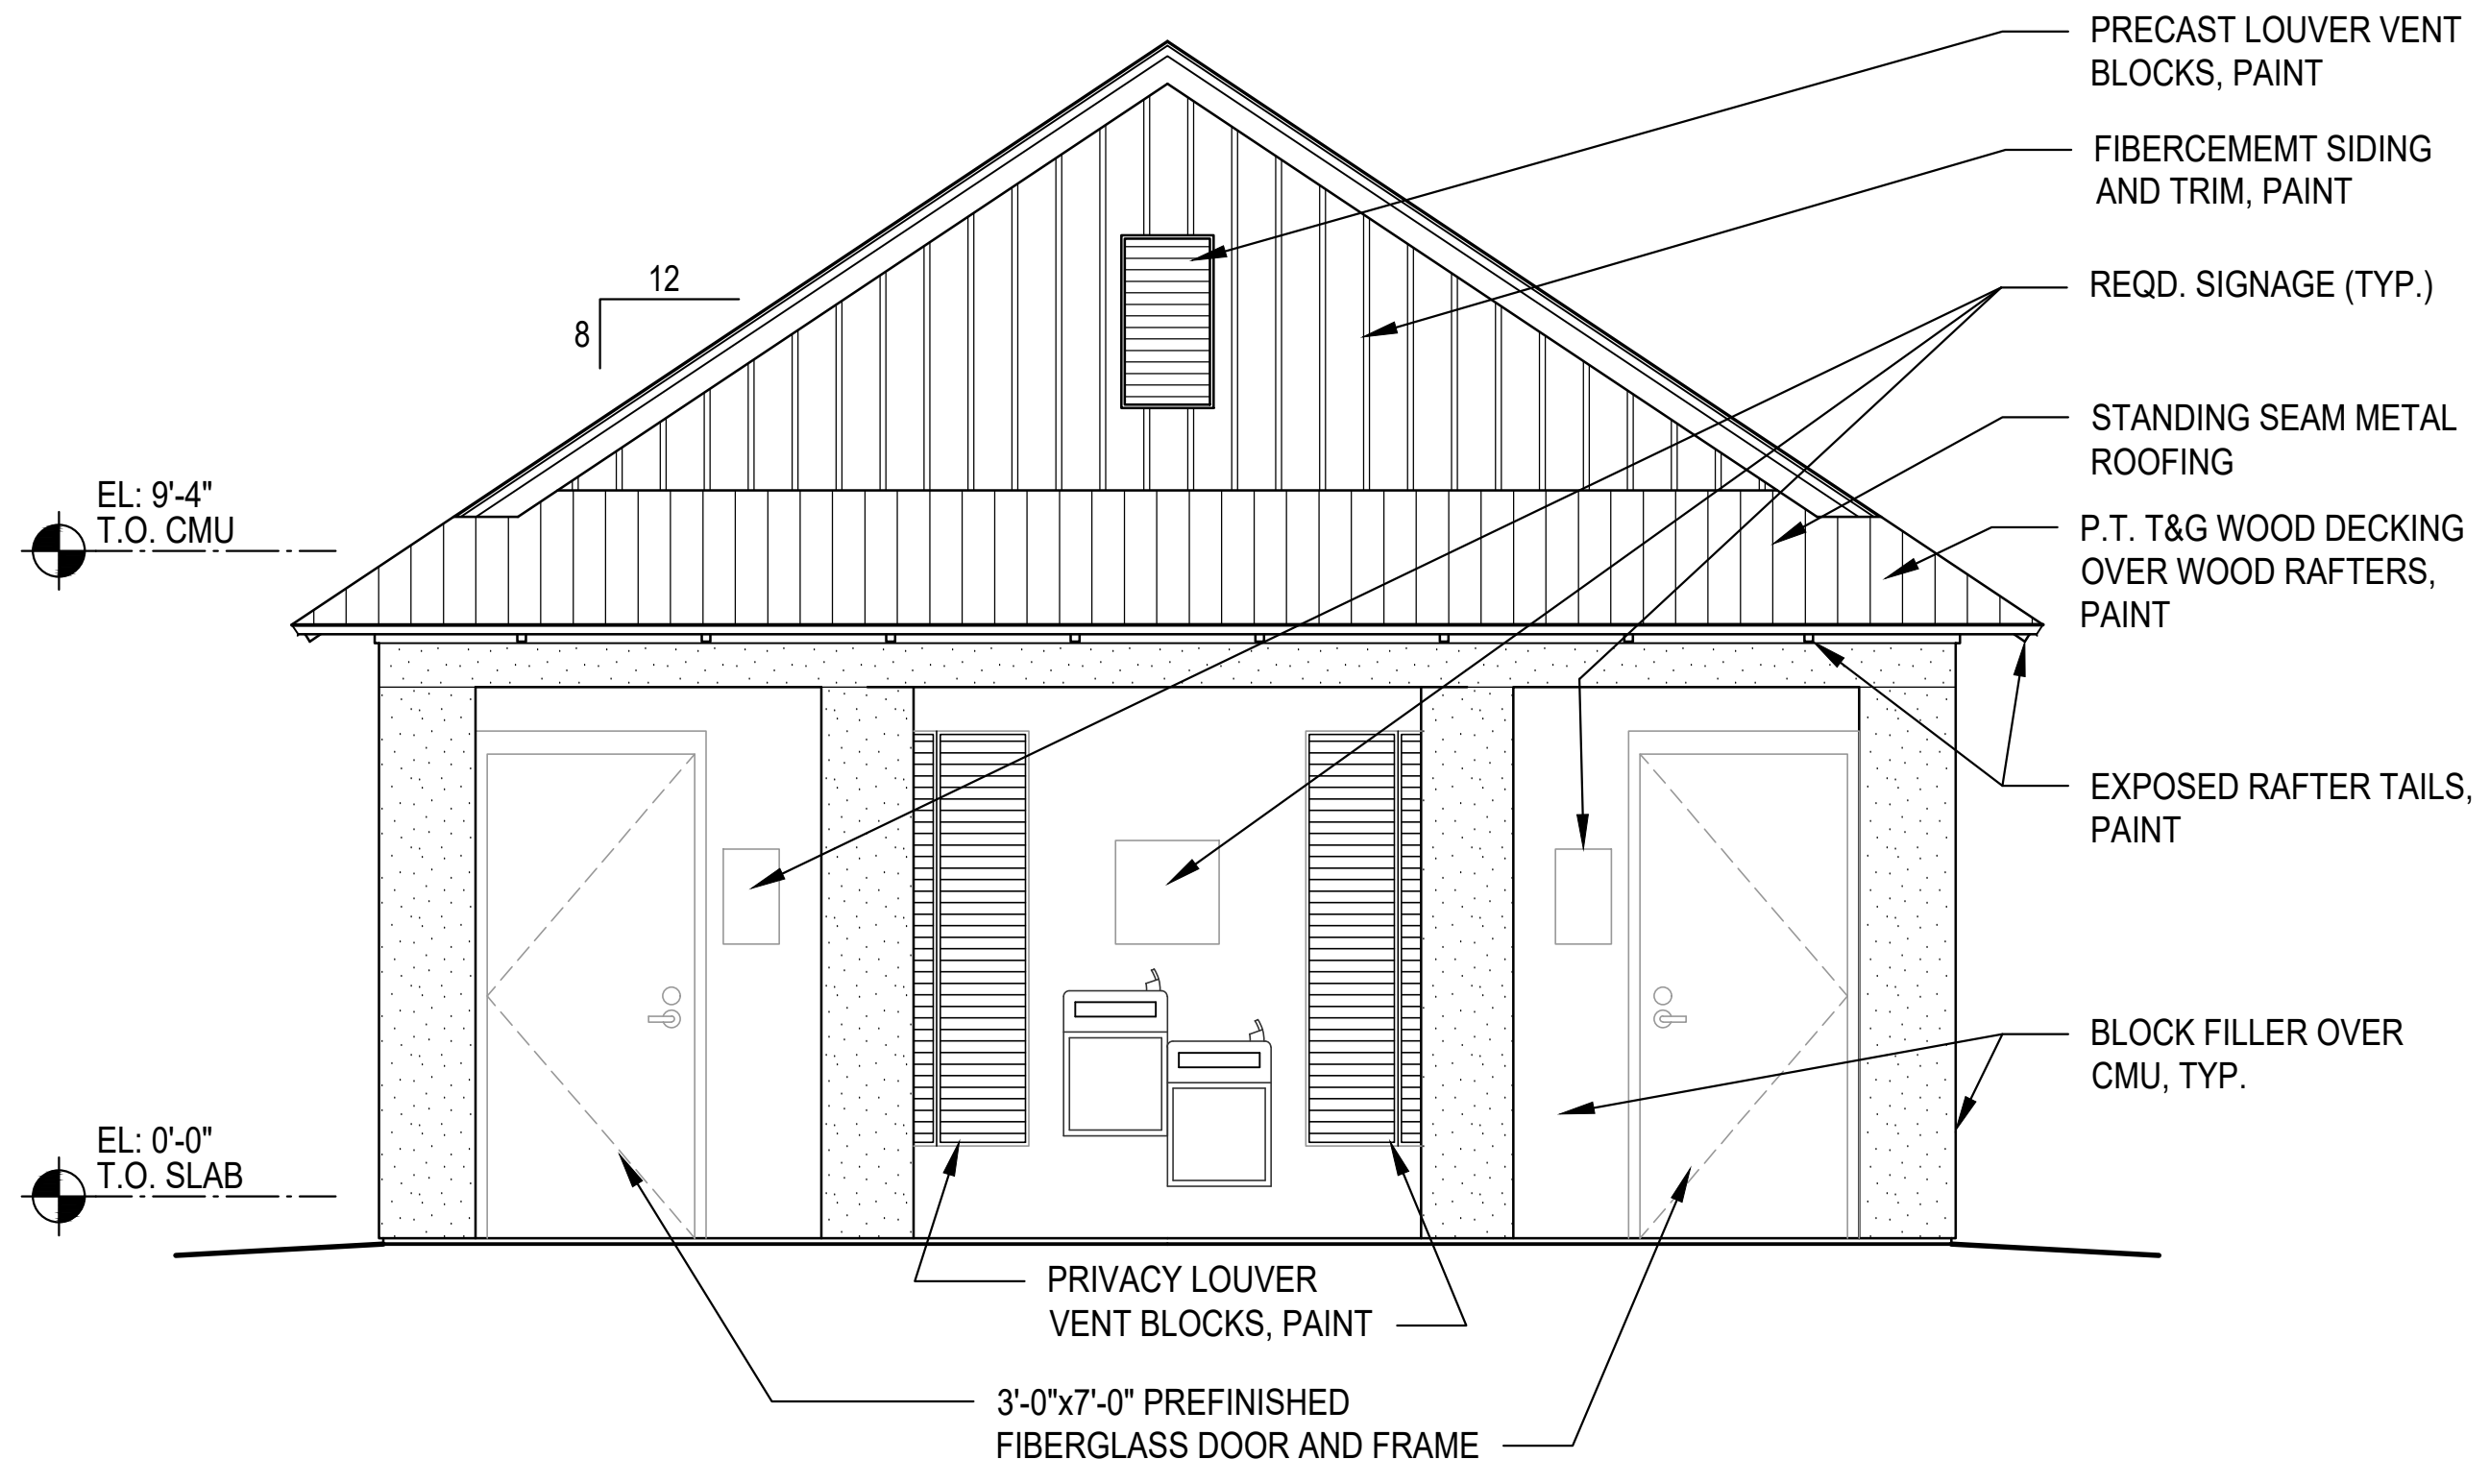 PRECAST LOUVER VENT
BLOCKS, PAINT
FIBERCEMEMT SIDING
AND TRIM, PAINT
12
8
REQD. SIGNAGE (TYP.)
STANDING SEAM METAL
ROOFING
EL: 9'-4"
T.O. CMU
P.T. T&G WOOD DECKING
OVER WOOD RAFTERS,
PAINT
EXPOSED RAFTER TAILS,
PAINT
BLOCK FILLER OVER
CMU, TYP.
EL: 0'-0"
T.O. SLAB
PRIVACY LOUVER
VENT BLOCKS, PAINT
3'-0"x7'-0" PREFINISHED
FIBERGLASS DOOR AND FRAME